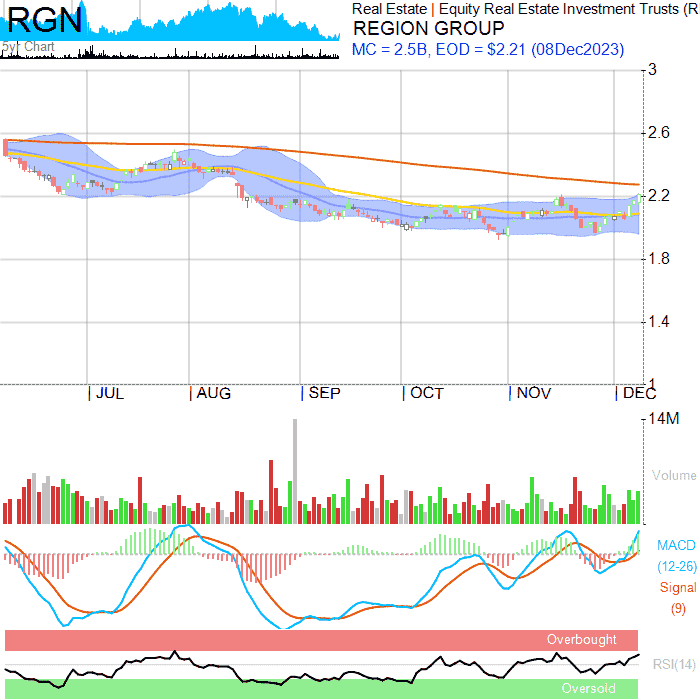 RGN
5yr Chart
Real Estate | Equity Real Estate Investment Trusts (R
REGION GROUP
MC = 2.5B, EOD = $2.21 (08Dec2023)
3
2.6
2.2
1.8
1.4
1
JUL AUG SEP OCT NOV DEC
14M
Volume
MACD
(12-26)
Signal
(9)
Overbought
RSI(14)
Oversold